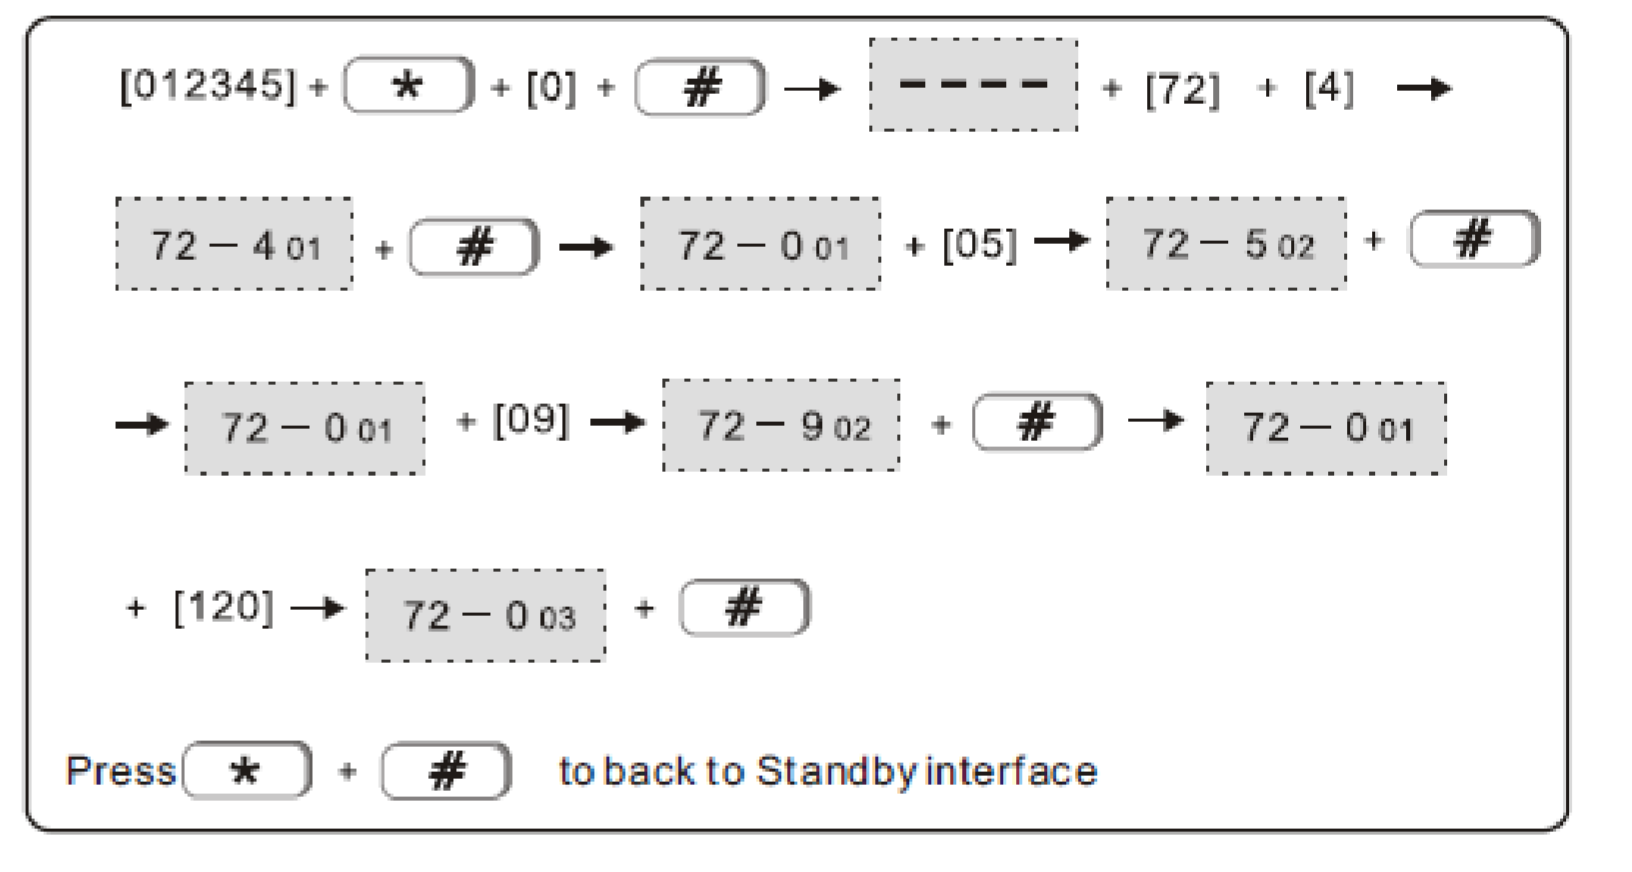 [012345] + * + [0] + # → – – – – + [72] + [4] →
72 – 4 01 + # → 72 – 0 01 + [05] → 72 – 5 02 + #
→ 72 – 0 01 + [09] → 72 – 9 02 + # → 72 – 0 01
+ [120] → 72 – 0 03 + #
Press * + # to back to Standby interface